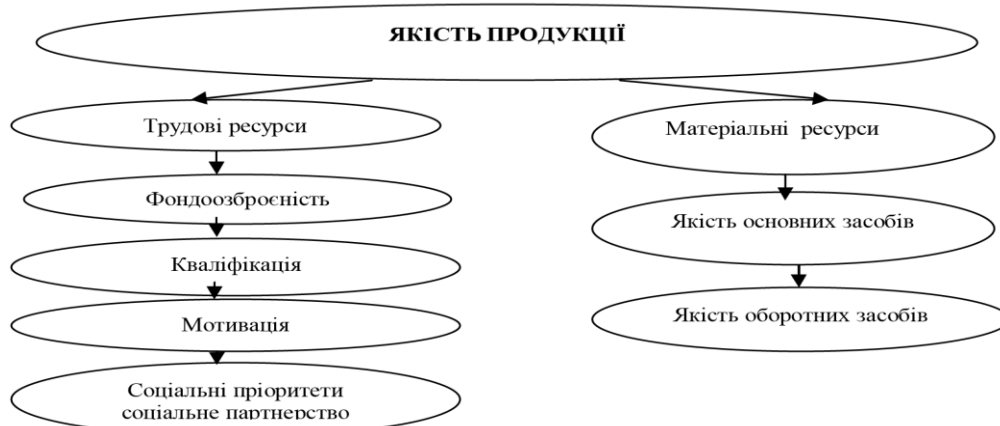 ЯКІСТЬ ПРОДУКЦІЇ
Трудові ресурси
Фондоозброєність
Кваліфікація
Мотивація
Соціальні пріоритети
соціальне партнерство
Матеріальні ресурси
Якість основних засобів
Якість оборотних засобів